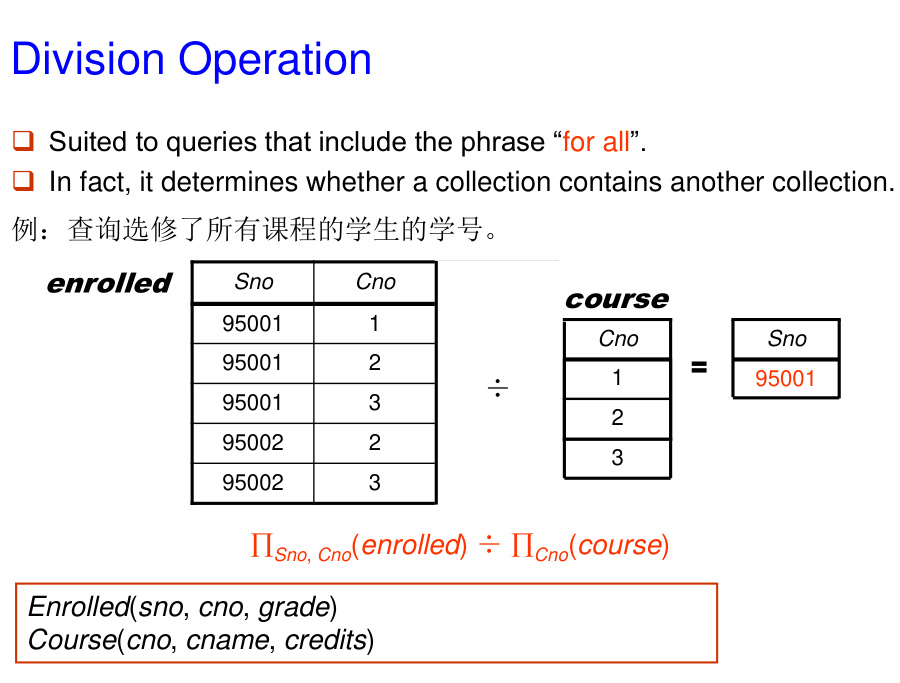 Division Operation
❑ Suited to queries that include the phrase “for all”.
❑ In fact, it determines whether a collection contains another collection.
例：查询选修了所有课程的学生的学号。
enrolled
Sno Cno
95001 1
95001 2
95001 3
95002 2
95002 3
÷
course
Cno
1
2
3
=
Sno
95001
∏Sno, Cno(enrolled) ÷ ∏Cno(course)
Enrolled(sno, cno, grade)
Course(cno, cname, credits)